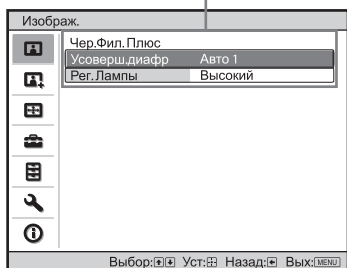 Изображ.
Чер.Фил.Плюс
Усоверш.диафр Авто 1
Рег.Лампы Высокий
Выбор: Уст: Назад: Вых:MENU